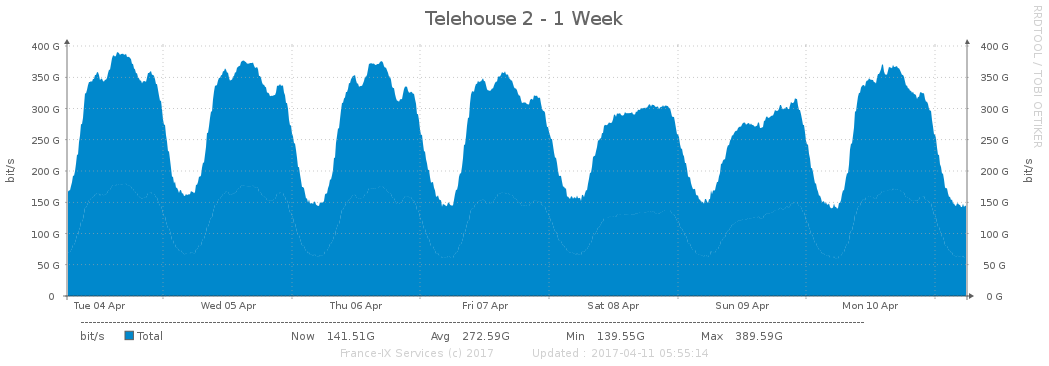 Telehouse 2 - 1 Week
RRDTOOL / TOBI OETIKER
bit/s
400 G
350 G
300 G
250 G
200 G
150 G
100 G
50 G
0
400 G
350 G
300 G
250 G
200 G
150 G
100 G
50 G
0 G
bit/s
Tue 04 Apr Wed 05 Apr Thu 06 Apr Fri 07 Apr Sat 08 Apr Sun 09 Apr Mon 10 Apr
bit/s Total Now 141.51G Avg 272.59G Min 139.55G Max 389.59G
France-IX Services (c) 2017 Updated : 2017-04-11 05:55:14